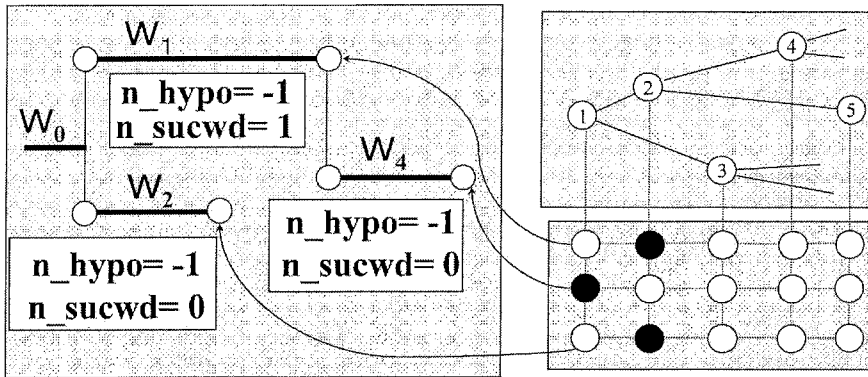 W₁
n_hypo= -1
n_sucwd= 1
W₀
W₄
W₂
n_hypo= -1
n_sucwd= 0
n_hypo= -1
n_sucwd= 0
4
2
1
5
3